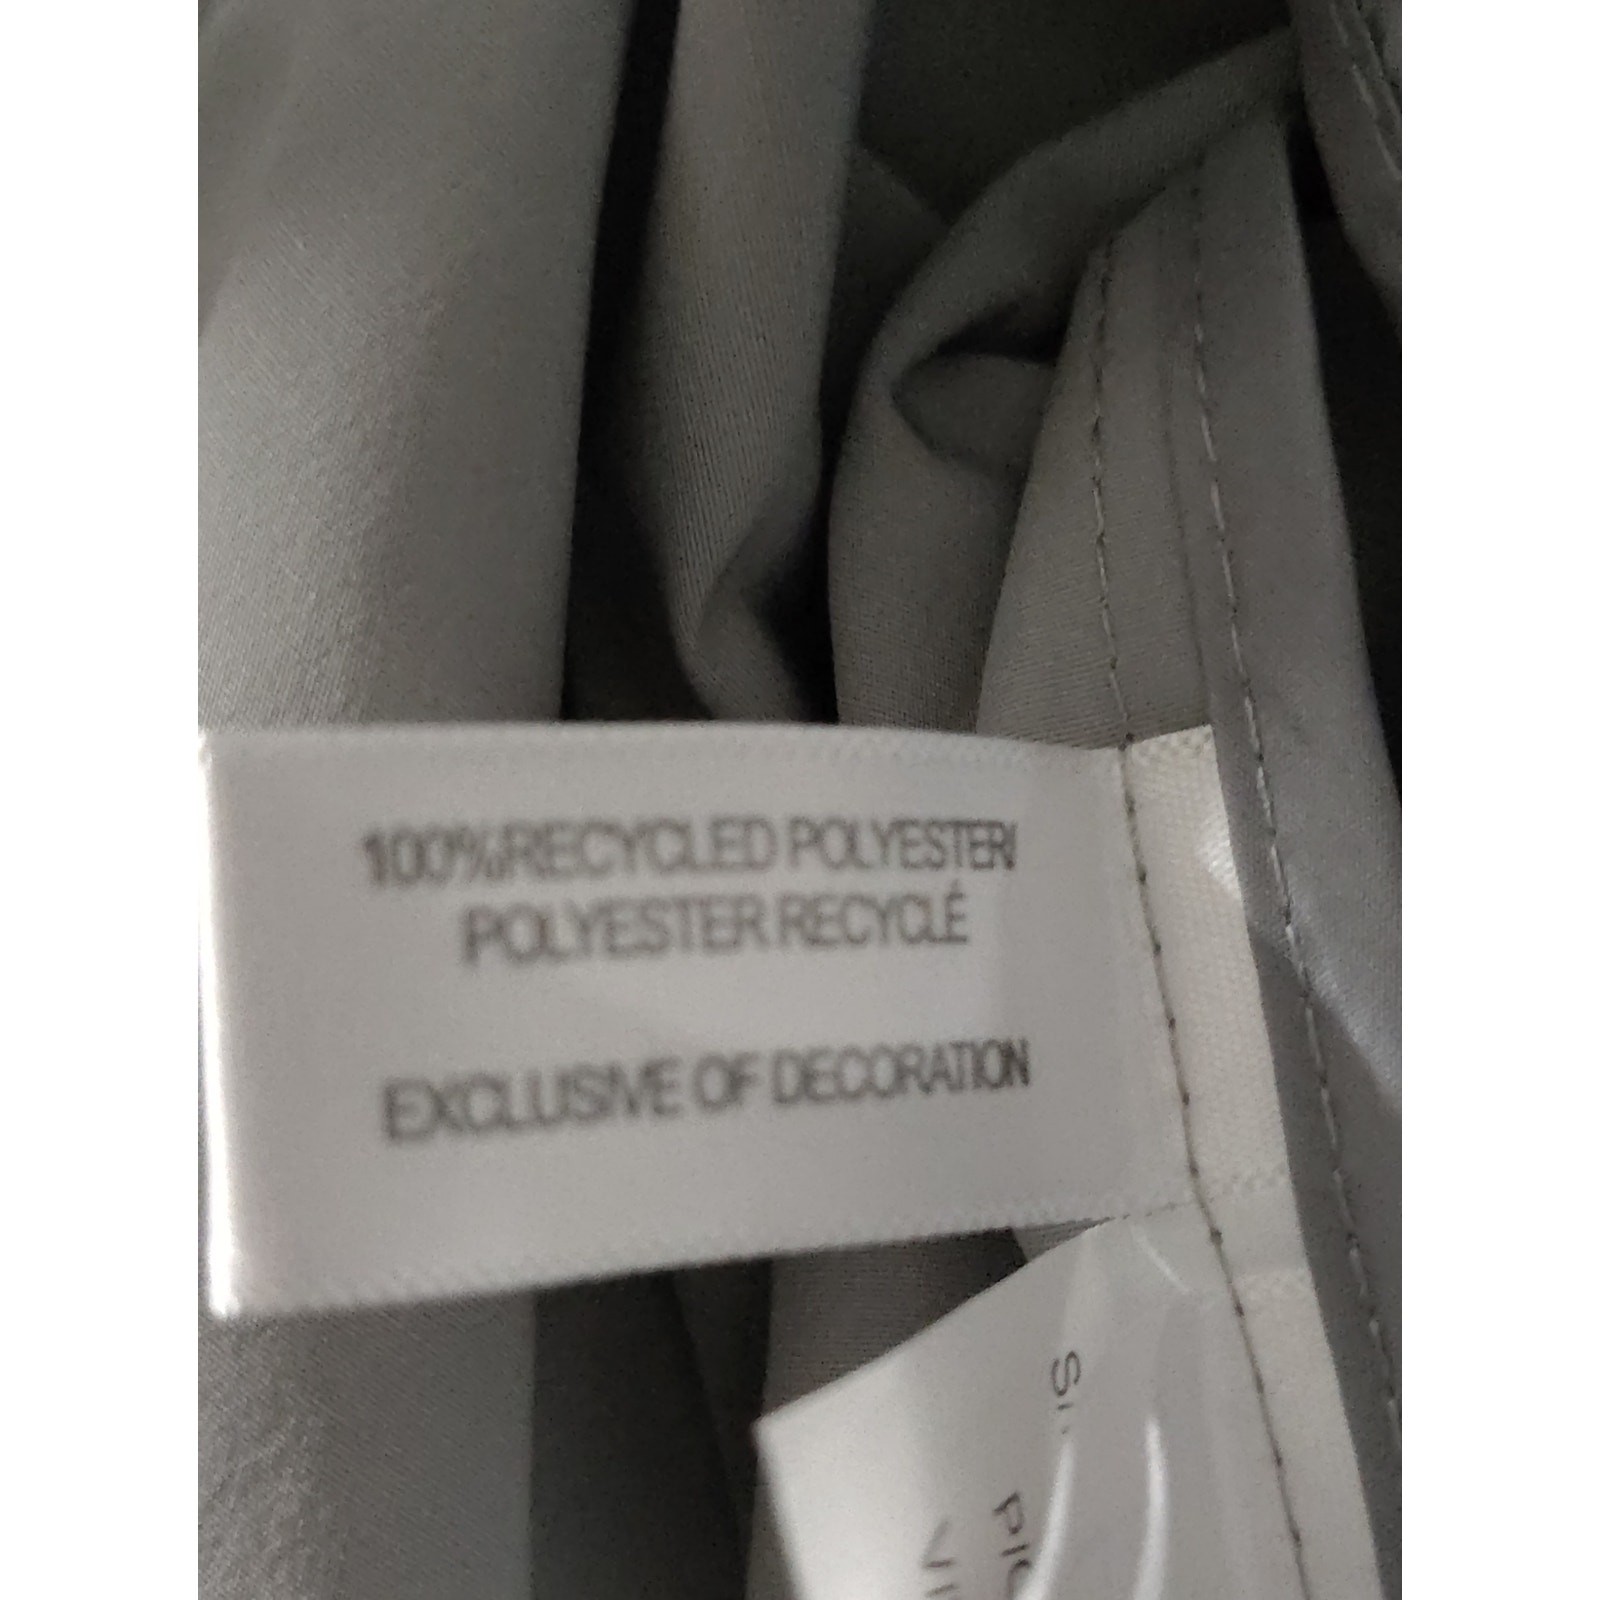 100%RECYCLED POLYESTER/
POLYESTER RECYCLÉ
EXCLUSIVE OF DECORATION